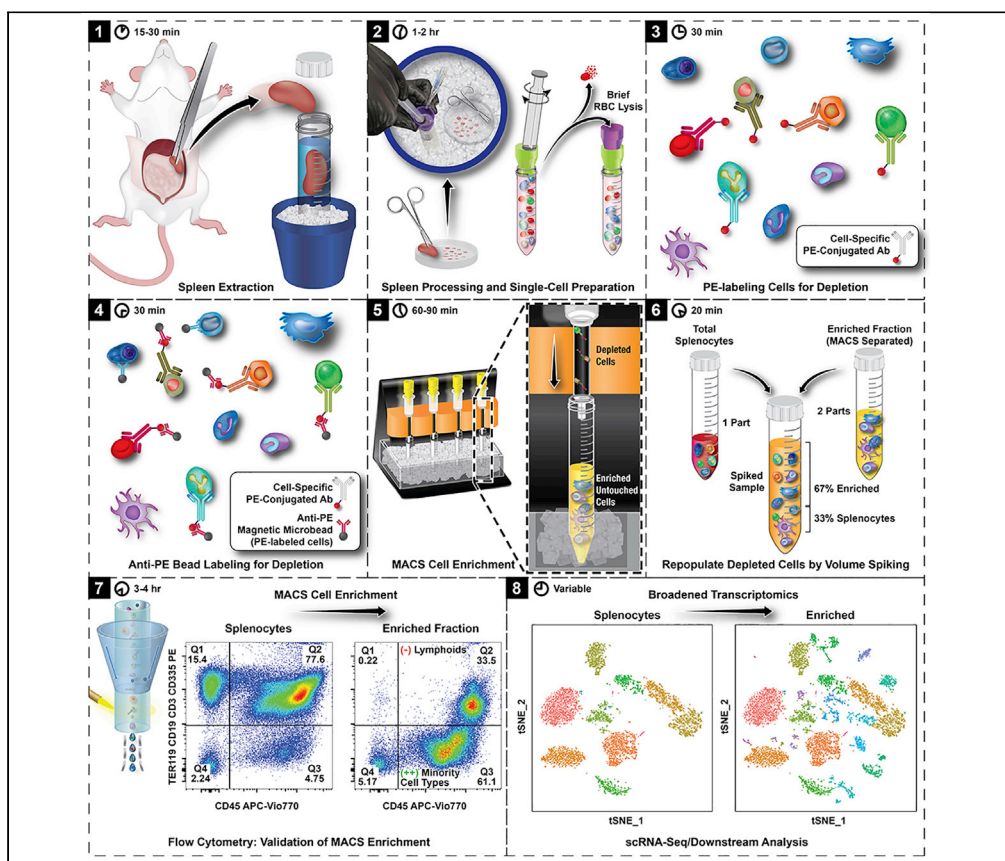 1 15-30 min
Spleen Extraction
2 1-2 hr
Brief
RBC Lysis
Spleen Processing and Single-Cell Preparation
3 30 min
Cell-Specific
PE-Conjugated Ab
PE-labeling Cells for Depletion
4 30 min
Cell-Specific
PE-Conjugated Ab
Anti-PE
Magnetic Microbead
(PE-labeled cells)
Anti-PE Bead Labeling for Depletion
5 60-90 min
Depleted
Cells
Enriched
Untouched
Cells
MACS Cell Enrichment
6 20 min
Total
Splenocytes
Enriched Fraction
(MACS Separated)
1 Part
2 Parts
Spiked
Sample
67% Enriched
33% Splenocytes
Repopulate Depleted Cells by Volume Spiking
7 3-4 hr
MACS Cell Enrichment
Splenocytes
Enriched Fraction
TER119 CD19 CD3 CD335 PE
Q1
15.4
Q2
77.6
Q4
2.24
Q3
4.75
CD45 APC-Vio770
Q1
0.22
(-) Lymphoids
Q2
33.5
Q4
5.17
(++) Minority
Cell Types
Q3
61.1
CD45 APC-Vio770
Flow Cytometry: Validation of MACS Enrichment
8 Variable
Broadened Transcriptomics
Splenocytes
Enriched
tSNE_2
tSNE_1
tSNE_2
tSNE_1
scRNA-Seq/Downstream Analysis